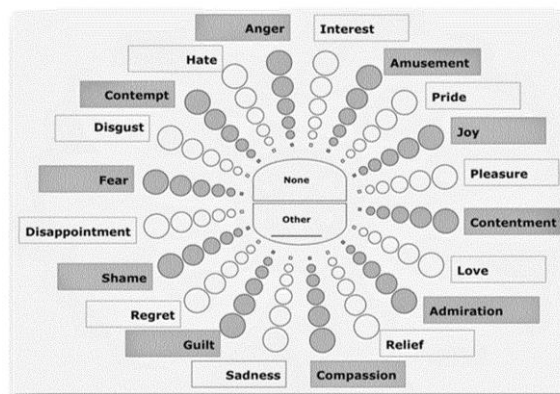 Anger
Interest
Hate
Amusement
Contempt
Pride
Disgust
Joy
Fear
None
Pleasure
Disappointment
Other
Contentment
Shame
Love
Regret
Admiration
Guilt
Relief
Sadness
Compassion